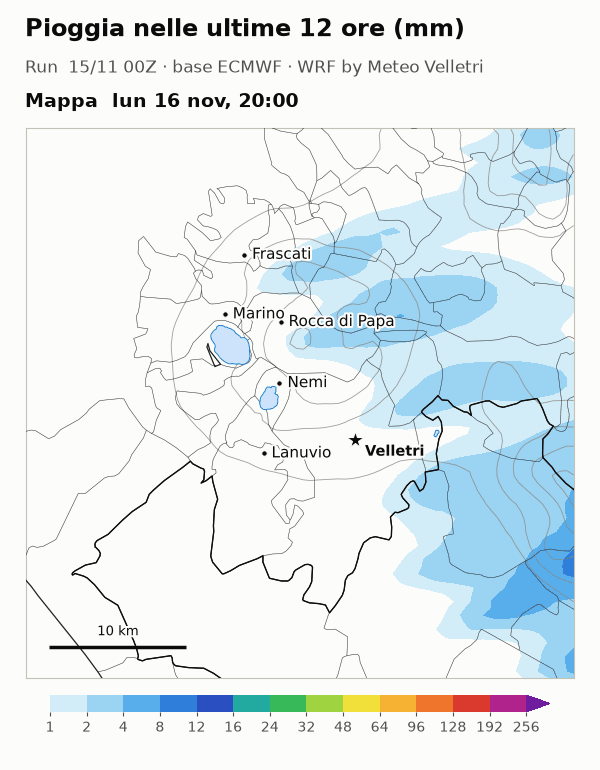 Pioggia nelle ultime 12 ore (mm)
Run  15/11 00Z · base ECMWF · WRF by Meteo Velletri
Mappa  lun 16 nov, 20:00
Frascati
Marino
Rocca di Papa
Nemi
Velletri
Lanuvio
10 km
1 2 4 8 12 16 24 32 48 64 96 128 192 256